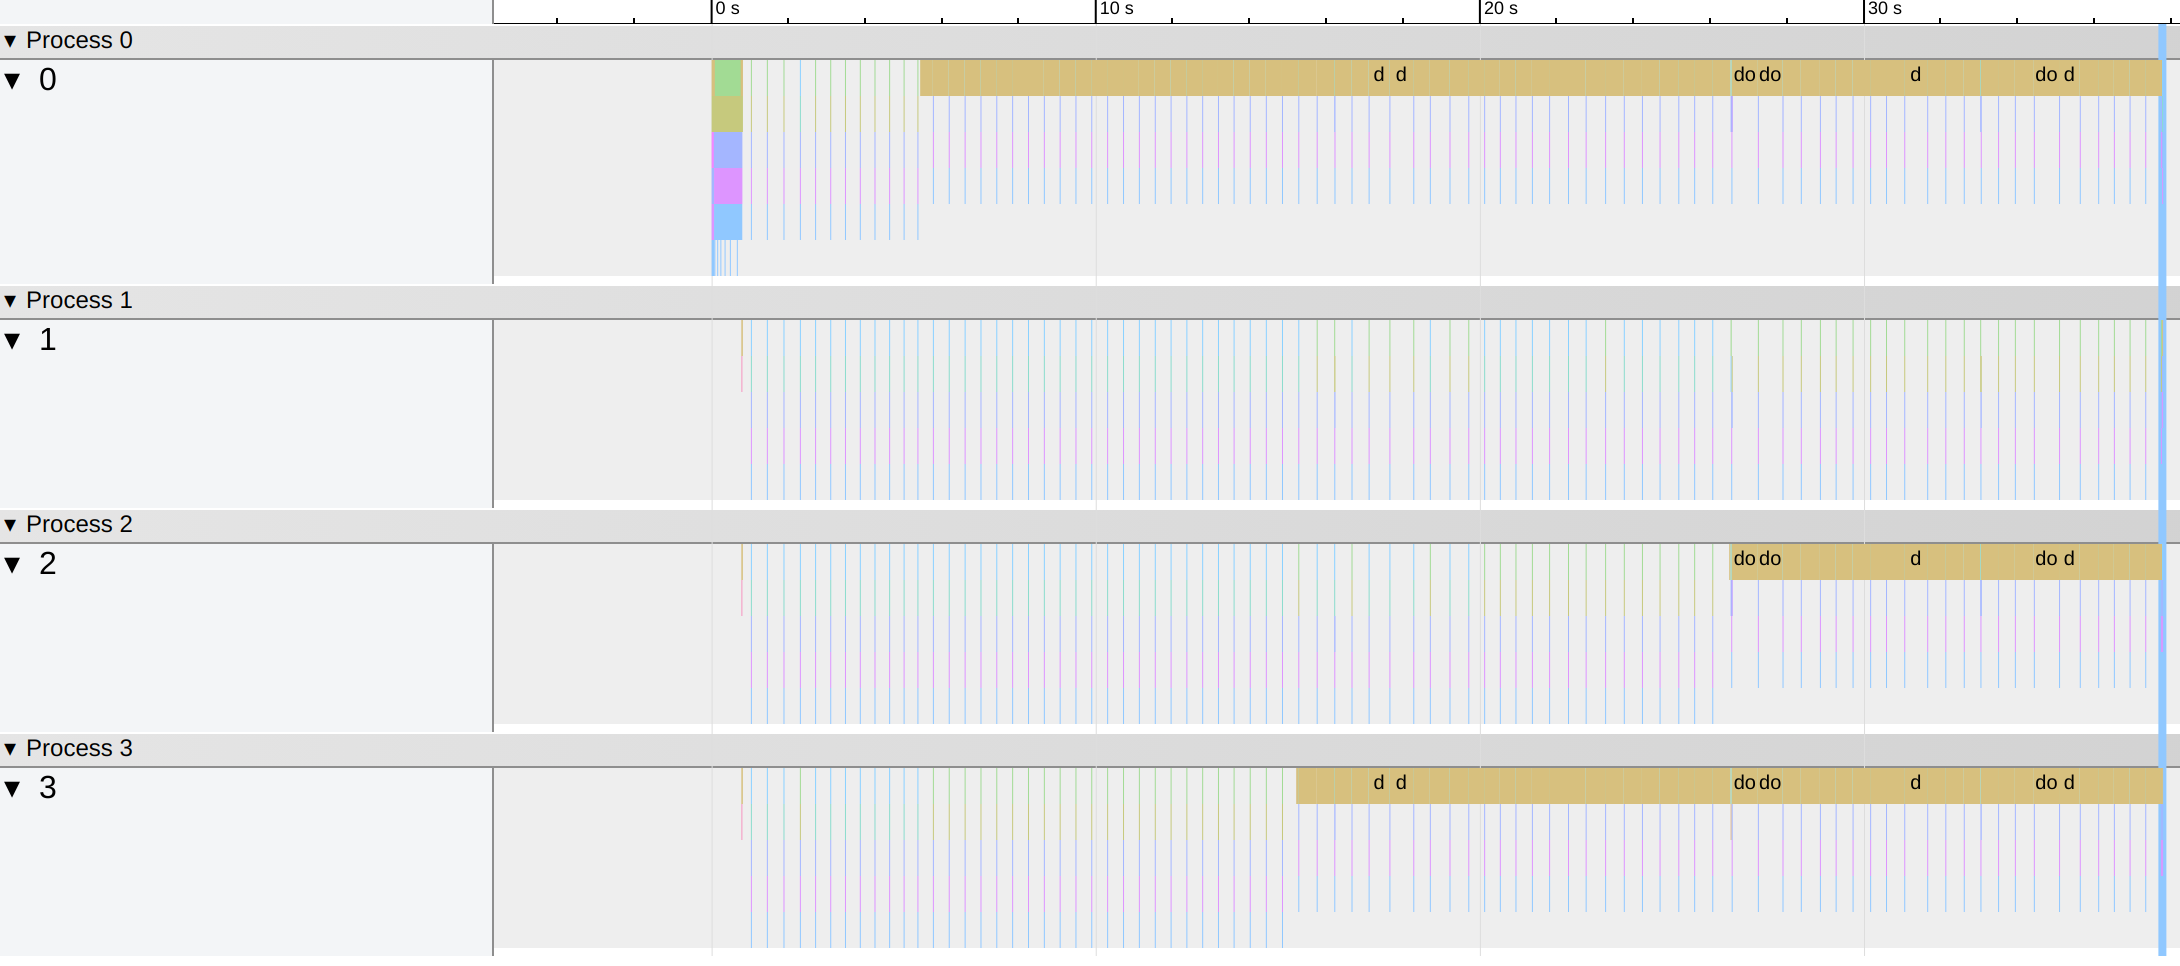 0 s 10 s 20 s 30 s
▼ Process 0
▼ 0 d d do do d do d
▼ Process 1
▼ 1
▼ Process 2
▼ 2 do do d do d
▼ Process 3
▼ 3 d d do do d do d